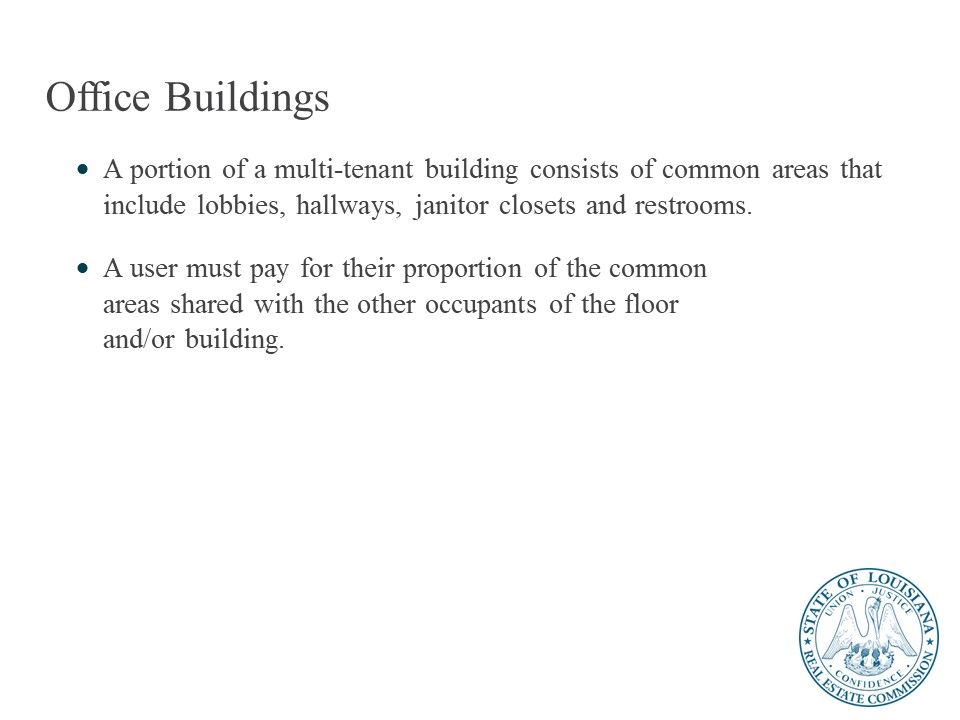 Office Buildings
A portion of a multi-tenant building consists of common areas that
include lobbies, hallways, janitor closets and restrooms.
A user must pay for their proportion of the common
areas shared with the other occupants of the floor
and/or building.
STATE OF LOUISIANA
UNION · JUSTICE
· CONFIDENCE ·
REAL ESTATE COMMISSION